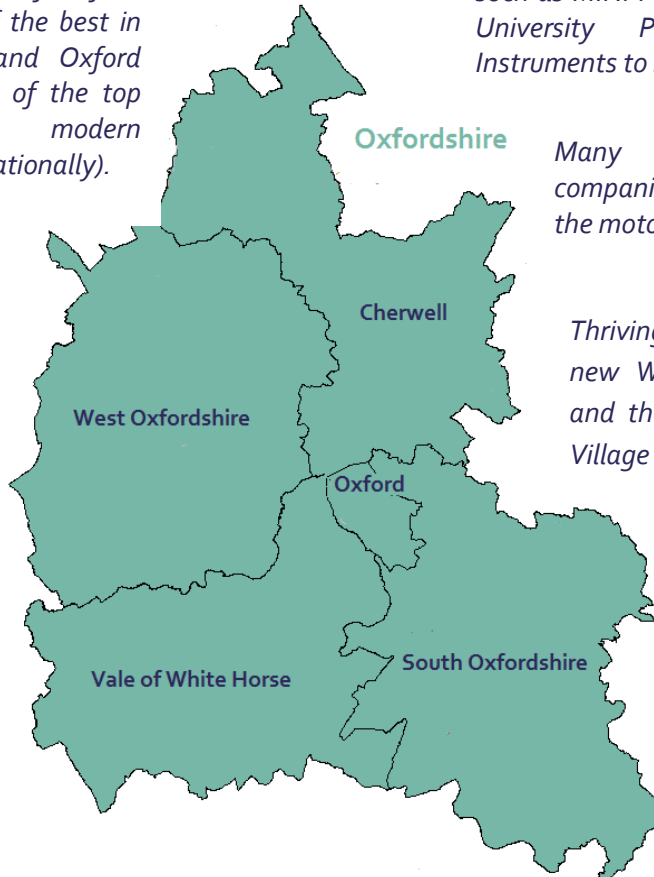 f the best in
and Oxford
of the top
modern
ationally).
University P
Instruments to
Oxfordshire
Many
compani
the moto
Cherwell
Thriving
new W
and th
Village
West Oxfordshire
Oxford
Vale of White Horse
South Oxfordshire